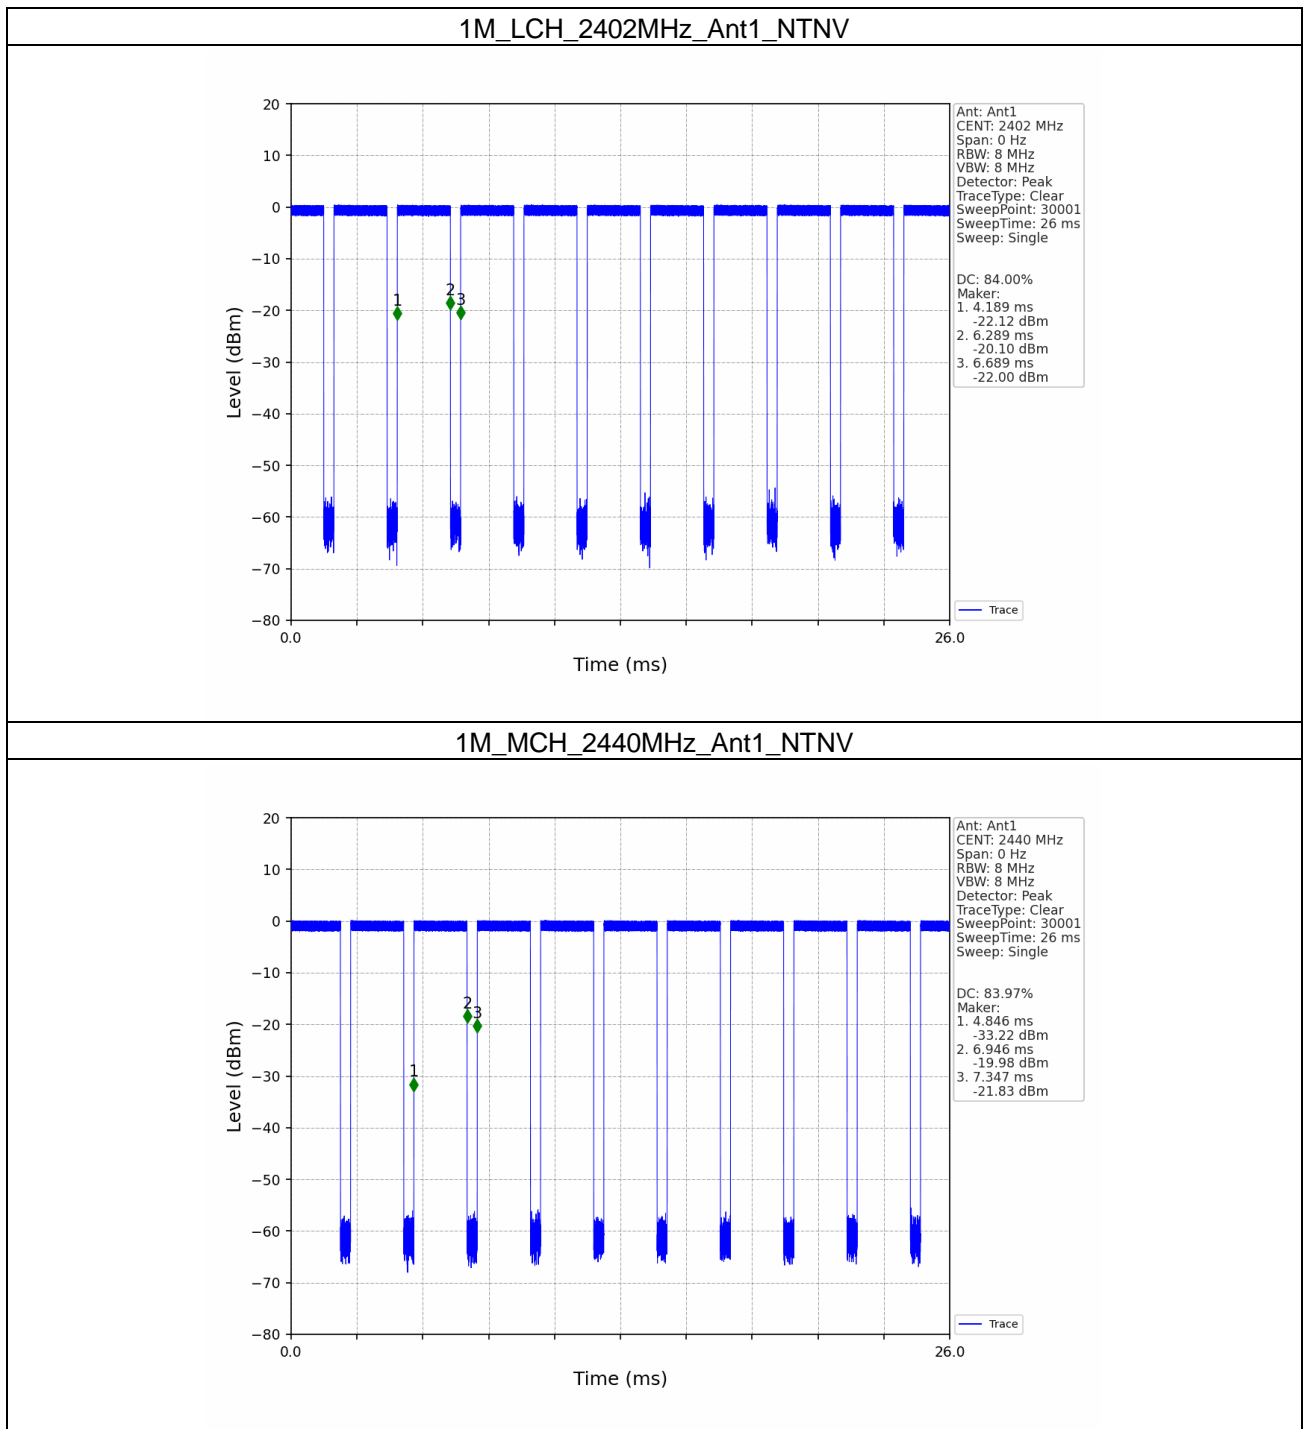 1M_LCH_2402MHz_Ant1_NTNV
20
10
0
−10
−20
−30
−40
−50
−60
−70
−80
Level (dBm)
1
2
3
0.0
26.0
Time (ms)
Ant: Ant1
CENT: 2402 MHz
Span: 0 Hz
RBW: 8 MHz
VBW: 8 MHz
Detector: Peak
TraceType: Clear
SweepPoint: 30001
SweepTime: 26 ms
Sweep: Single
DC: 84.00%
Maker:
1. 4.189 ms
-22.12 dBm
2. 6.289 ms
-20.10 dBm
3. 6.689 ms
-22.00 dBm
Trace
1M_MCH_2440MHz_Ant1_NTNV
20
10
0
−10
−20
−30
−40
−50
−60
−70
−80
Level (dBm)
1
2
3
0.0
26.0
Time (ms)
Ant: Ant1
CENT: 2440 MHz
Span: 0 Hz
RBW: 8 MHz
VBW: 8 MHz
Detector: Peak
TraceType: Clear
SweepPoint: 30001
SweepTime: 26 ms
Sweep: Single
DC: 83.97%
Maker:
1. 4.846 ms
-33.22 dBm
2. 6.946 ms
-19.98 dBm
3. 7.347 ms
-21.83 dBm
Trace